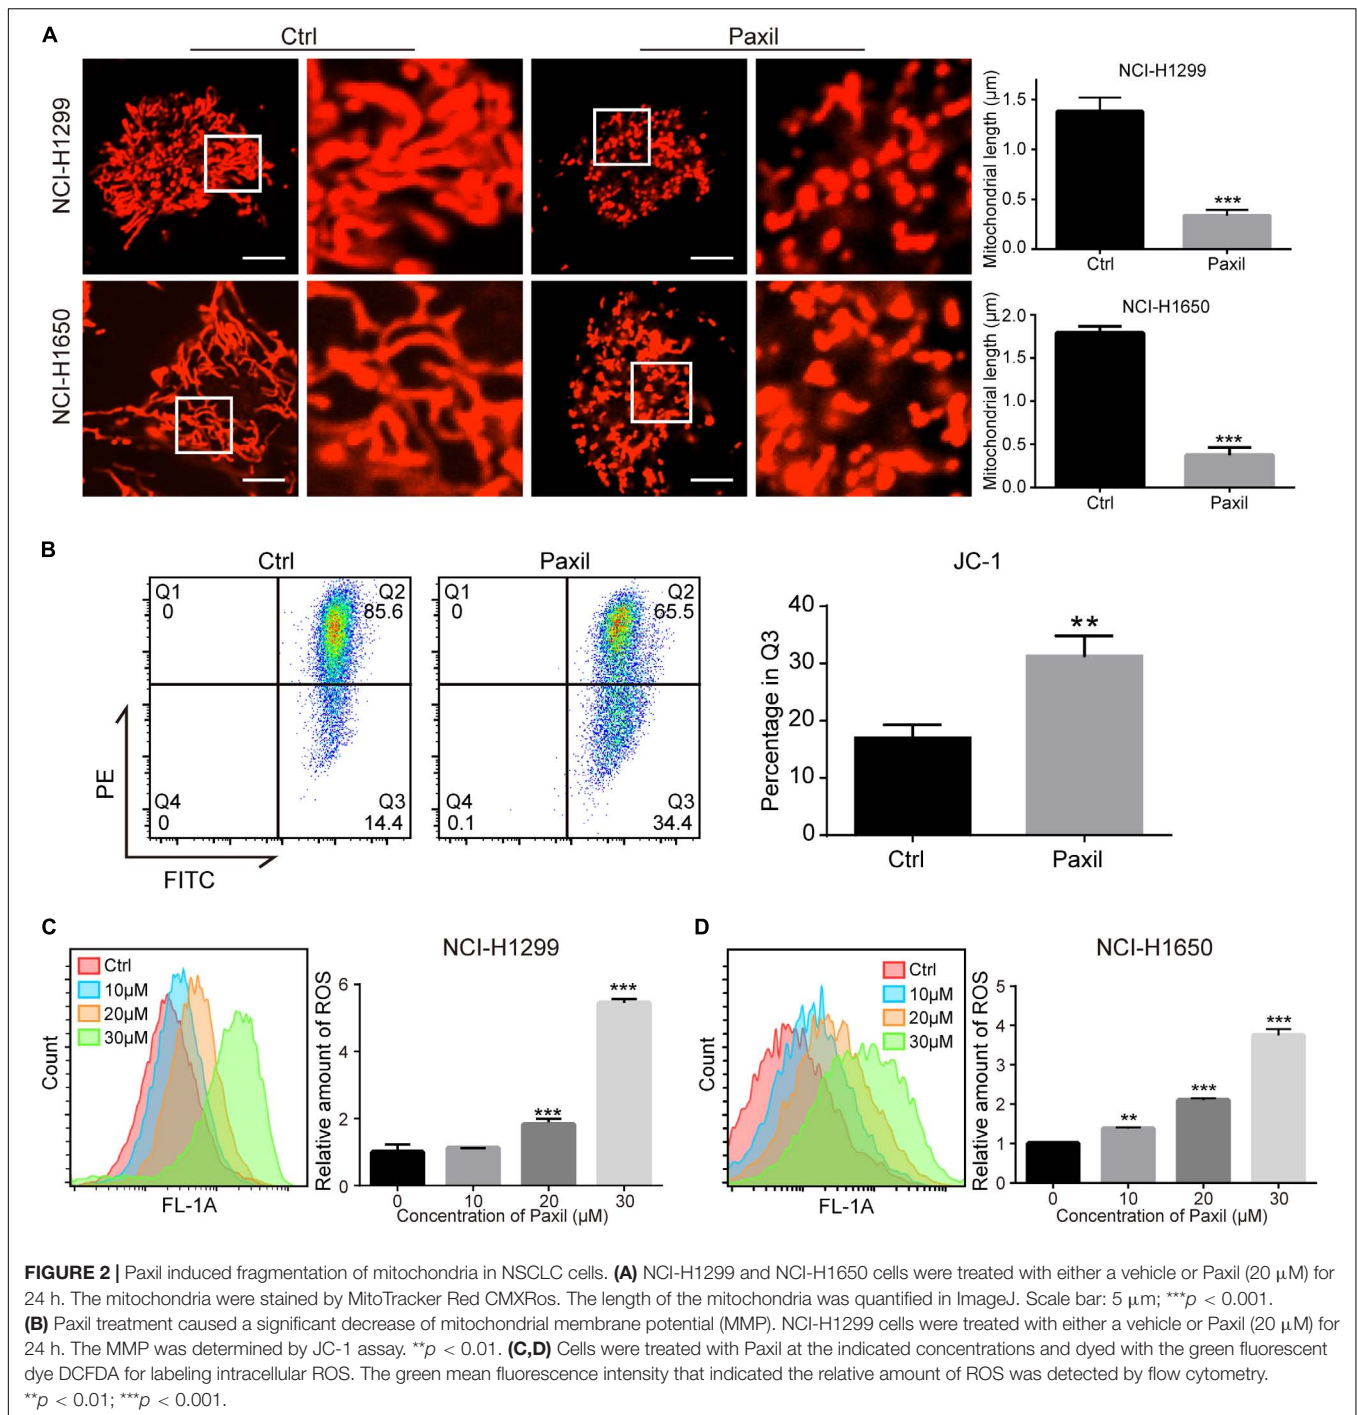 A
Ctrl
Paxil
NCI-H1299
NCI-H1650
NCI-H1299
Mitochondrial length (μm)
1.5
1.0
0.5
0.0
***
Ctrl
Paxil
NCI-H1650
Mitochondrial length (μm)
2.0
1.5
1.0
0.5
0.0
***
Ctrl
Paxil
B
Ctrl
Q1
0
Q2
85.6
Q4
0
Q3
14.4
Paxil
Q1
0
Q2
65.5
Q4
0.1
Q3
34.4
PE
FITC
JC-1
Percentage in Q3
40
30
20
10
0
**
Ctrl
Paxil
C
Ctrl
10μM
20μM
30μM
Count
FL-1A
NCI-H1299
Relative amount of ROS
6
4
2
0
***
***
0
10
20
30
Concentration of Paxil (μM)
D
Ctrl
10μM
20μM
30μM
Count
FL-1A
NCI-H1650
Relative amount of ROS
5
4
3
2
1
0
**
***
***
0
10
20
30
Concentration of Paxil (μM)
FIGURE 2 | Paxil induced fragmentation of mitochondria in NSCLC cells. (A) NCI-H1299 and NCI-H1650 cells were treated with either a vehicle or Paxil (20 μM) for
24 h. The mitochondria were stained by MitoTracker Red CMXRos. The length of the mitochondria was quantified in ImageJ. Scale bar: 5 μm; ***p < 0.001.
(B) Paxil treatment caused a significant decrease of mitochondrial membrane potential (MMP). NCI-H1299 cells were treated with either a vehicle or Paxil (20 μM) for
24 h. The MMP was determined by JC-1 assay. **p < 0.01. (C,D) Cells were treated with Paxil at the indicated concentrations and dyed with the green fluorescent
dye DCFDA for labeling intracellular ROS. The green mean fluorescence intensity that indicated the relative amount of ROS was detected by flow cytometry.
**p < 0.01; ***p < 0.001.